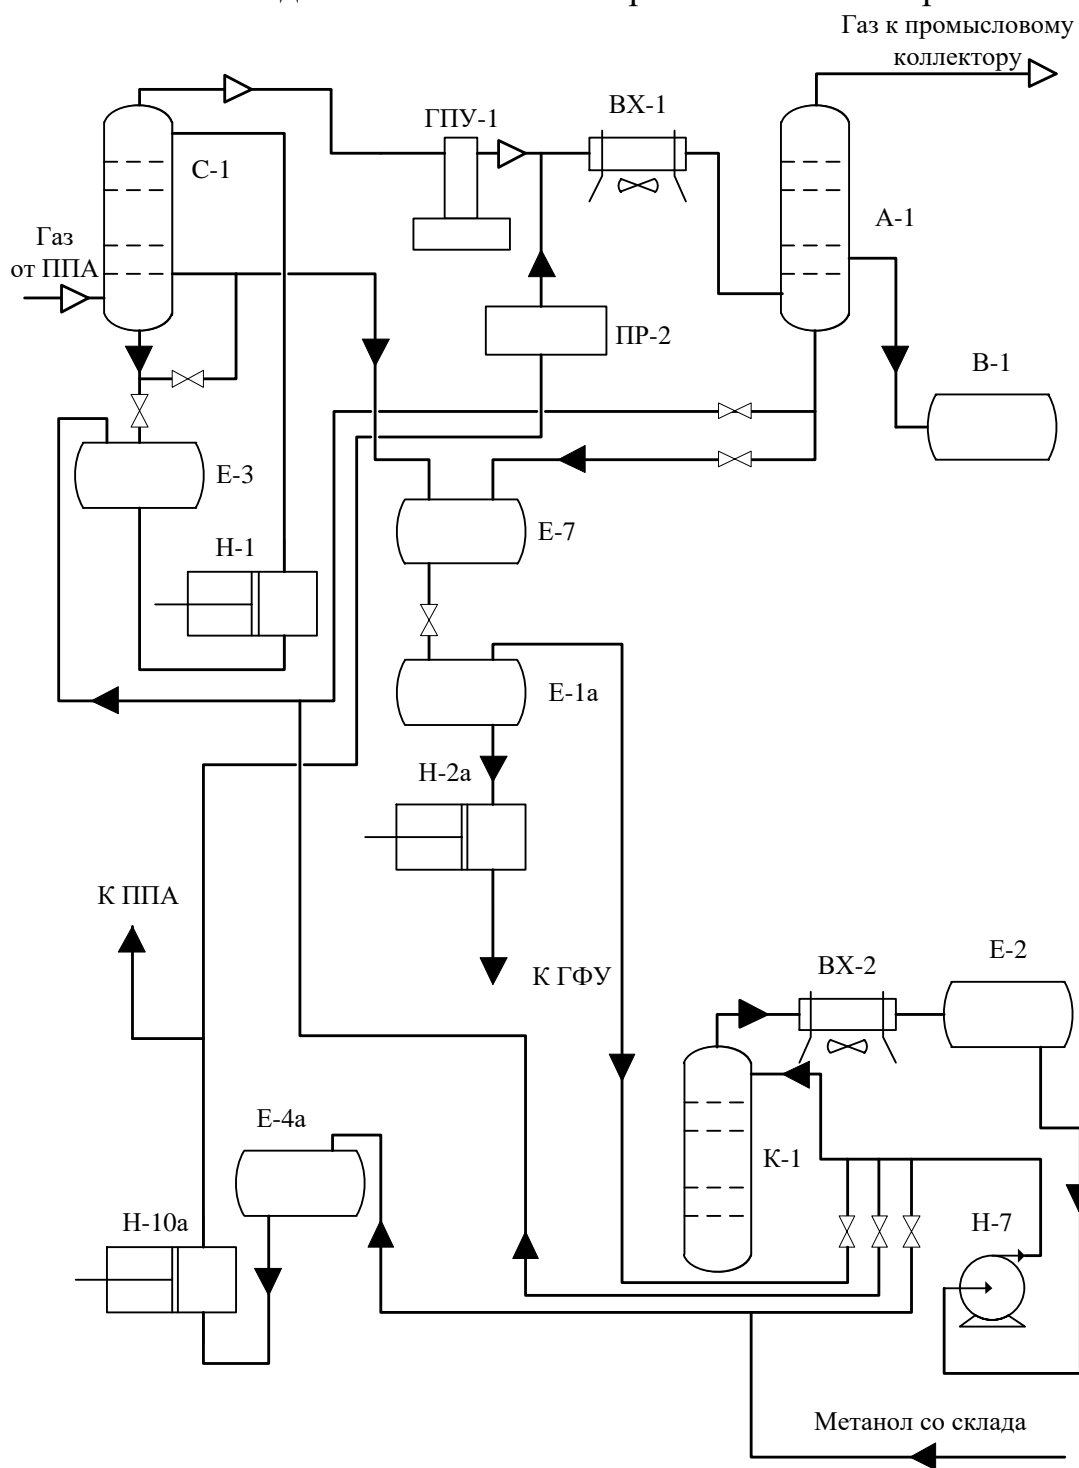 Газ к промысловому
коллектору
ГПУ-1
ВХ-1
С-1
А-1
Газ
от ППА
ПР-2
В-1
Е-3
Е-7
Н-1
Е-1а
Н-2а
К ППА
К ГФУ
ВХ-2
Е-2
Е-4а
К-1
Н-10а
Н-7
Метанол со склада